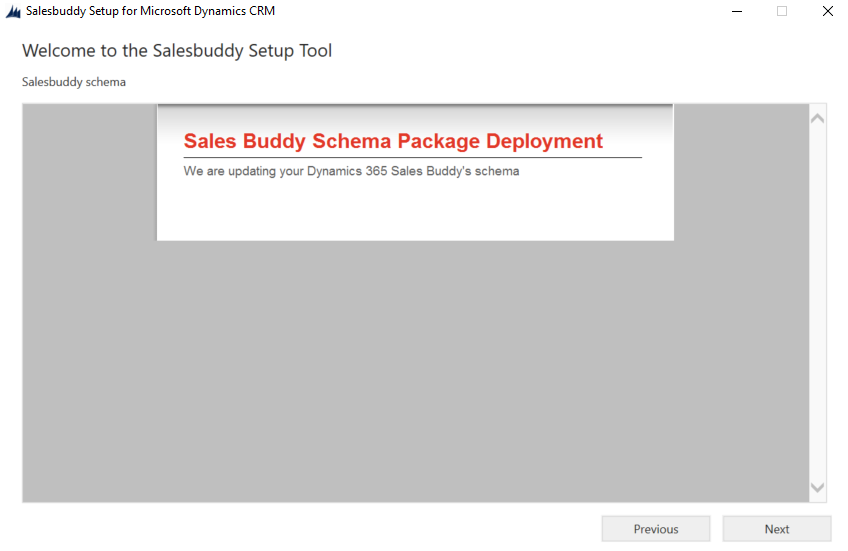 Salesbuddy Setup for Microsoft Dynamics CRM
Welcome to the Salesbuddy Setup Tool
Salesbuddy schema
Sales Buddy Schema Package Deployment
We are updating your Dynamics 365 Sales Buddy's schema
Previous
Next